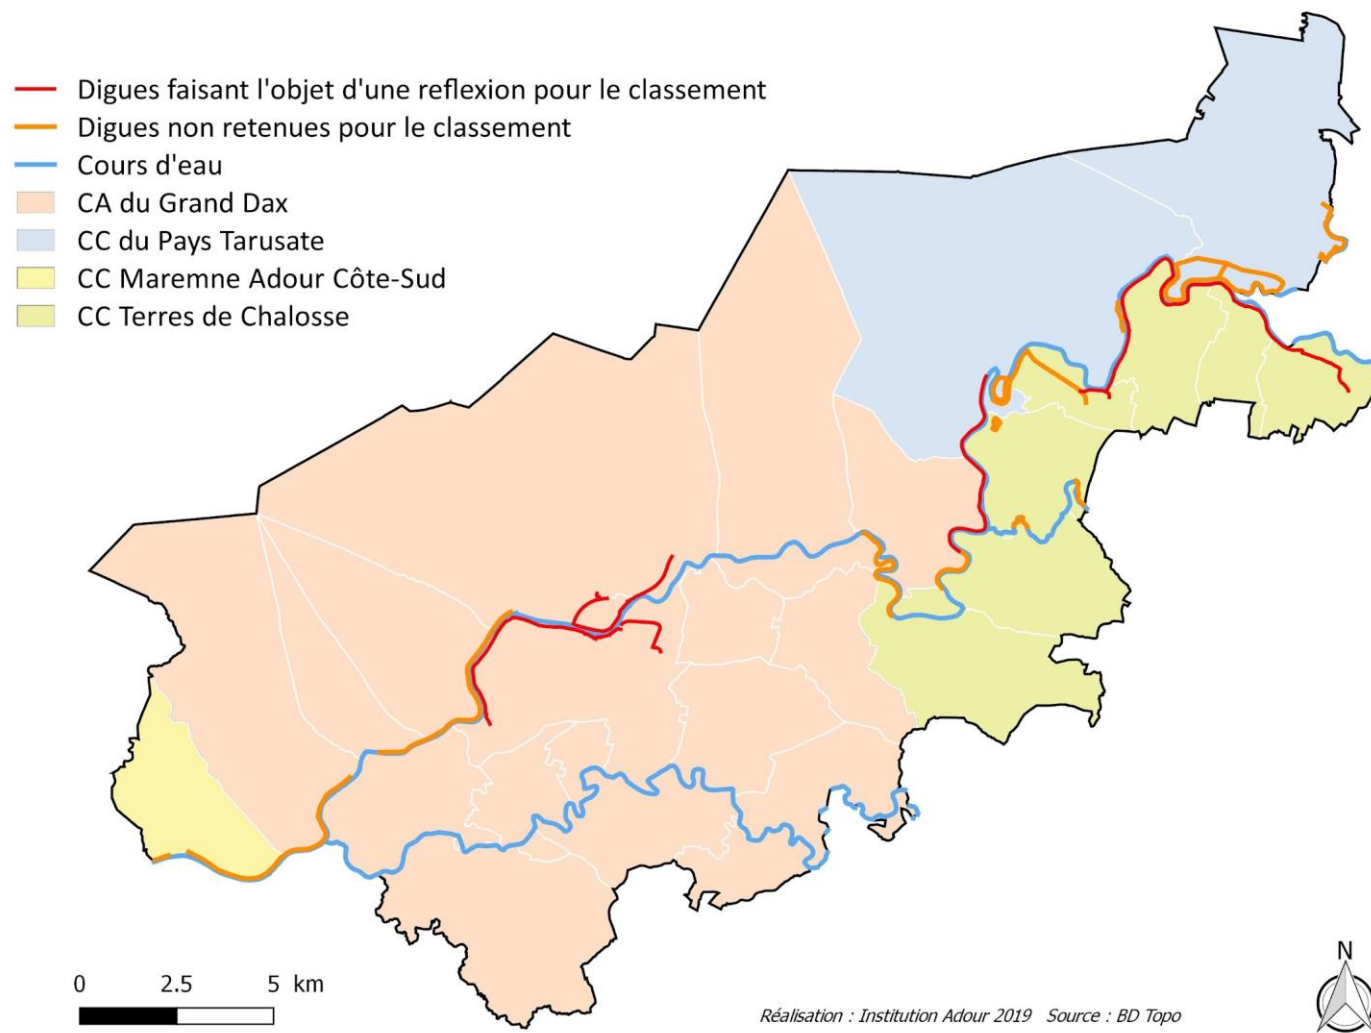 Digues faisant l'objet d'une reflexion pour le classement
Digues non retenues pour le classement
Cours d'eau
CA du Grand Dax
CC du Pays Tarusate
CC Maremne Adour Côte-Sud
CC Terres de Chalosse
0 2.5 5 km
Réalisation : Institution Adour 2019 Source : BD Topo
N